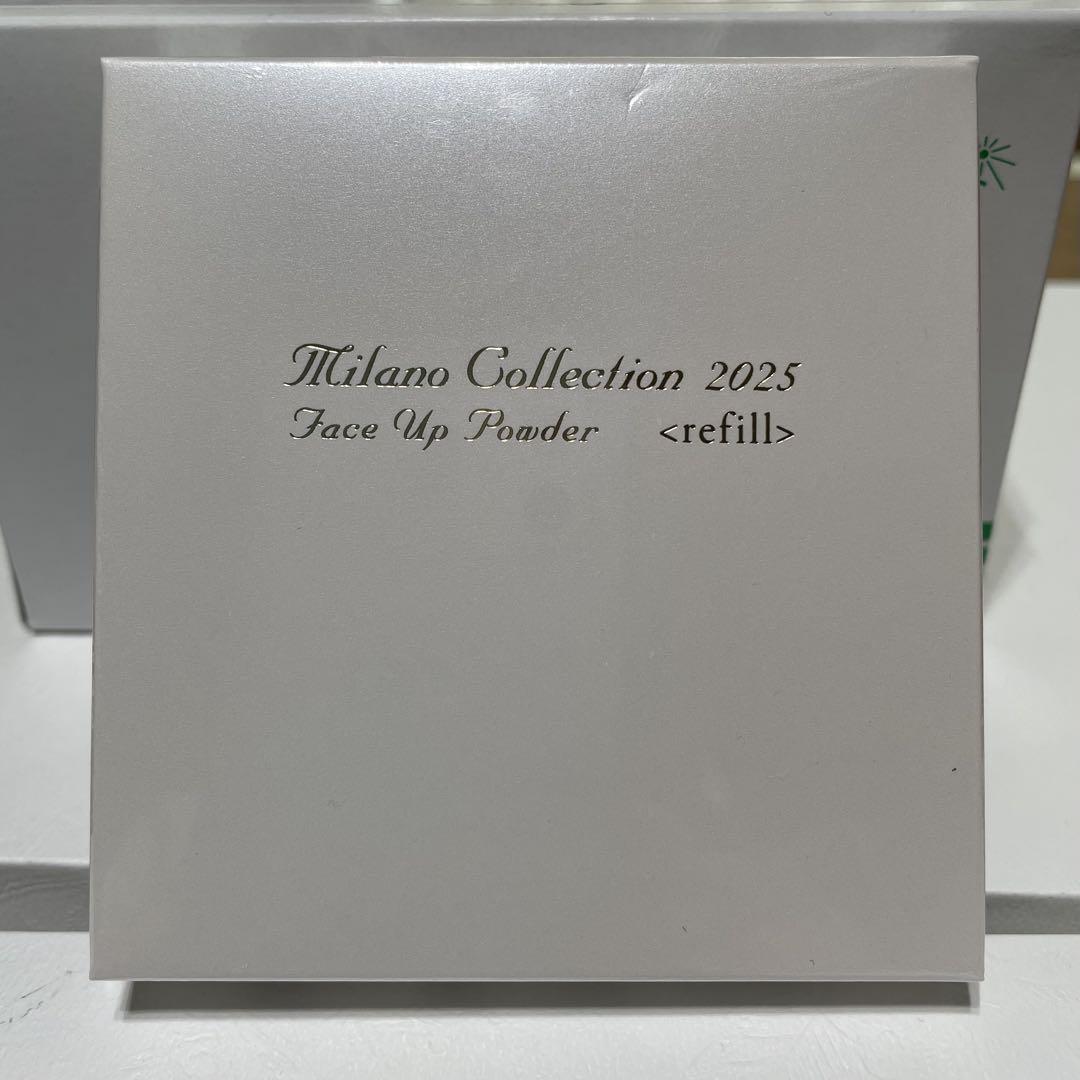 Milano Collection 2025
Face Up Powder <refill>